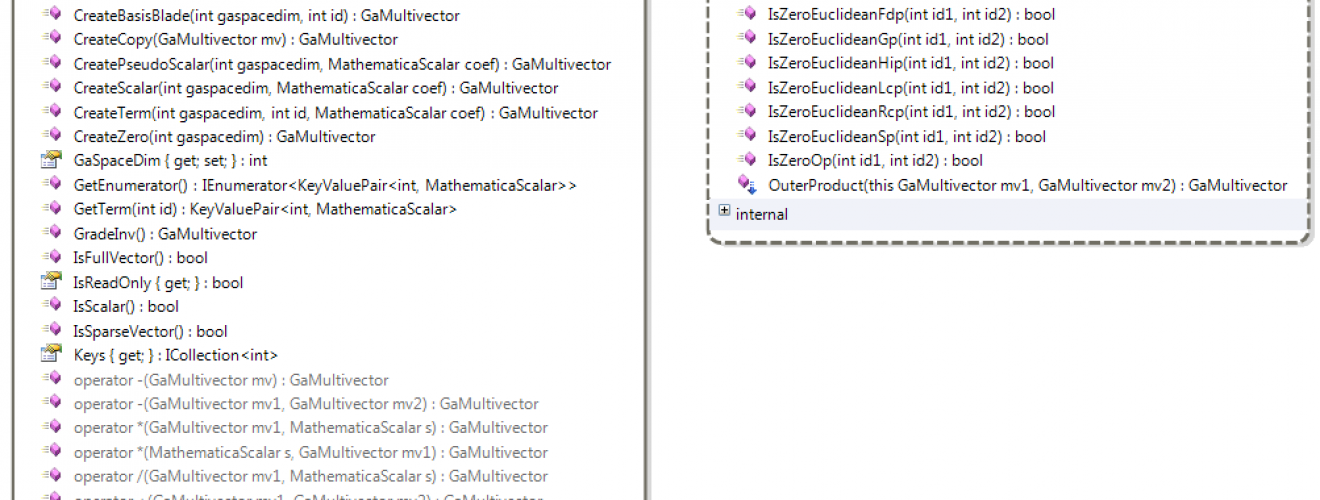 CreateBasisBlade(int gaspacedim, int id) : GaMultivector
CreateCopy(GaMultivector mv) : GaMultivector
CreatePseudoScalar(int gaspacedim, MathematicaScalar coef) : GaMultivector
CreateScalar(int gaspacedim, MathematicaScalar coef) : GaMultivector
CreateTerm(int gaspacedim, int id, MathematicaScalar coef) : GaMultivector
CreateZero(int gaspacedim) : GaMultivector
GaSpaceDim { get; set; } : int
GetEnumerator() : IEnumerator<KeyValuePair<int, MathematicaScalar>>
GetTerm(int id) : KeyValuePair<int, MathematicaScalar>
GradeInv() : GaMultivector
IsFullVector() : bool
IsReadOnly { get; } : bool
IsScalar() : bool
IsSparseVector() : bool
Keys { get; } : ICollection<int>
operator -(GaMultivector mv) : GaMultivector
operator -(GaMultivector mv1, GaMultivector mv2) : GaMultivector
operator *(GaMultivector mv1, MathematicaScalar s) : GaMultivector
operator *(MathematicaScalar s, GaMultivector mv1) : GaMultivector
operator /(GaMultivector mv1, MathematicaScalar s) : GaMultivector
IsZeroEuclideanFdp(int id1, int id2) : bool
IsZeroEuclideanGp(int id1, int id2) : bool
IsZeroEuclideanHip(int id1, int id2) : bool
IsZeroEuclideanLcp(int id1, int id2) : bool
IsZeroEuclideanRcp(int id1, int id2) : bool
IsZeroEuclideanSp(int id1, int id2) : bool
IsZeroOp(int id1, int id2) : bool
OuterProduct(this GaMultivector mv1, GaMultivector mv2) : GaMultivector
internal